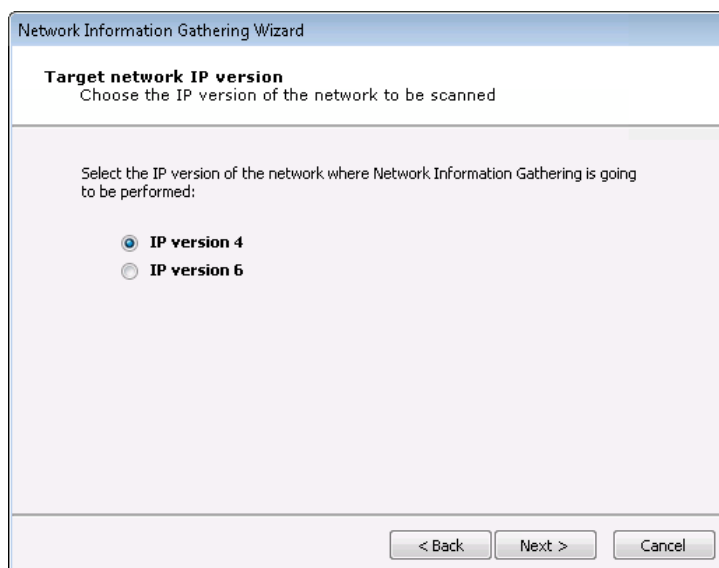 Network Information Gathering Wizard
Target network IP version
Choose the IP version of the network to be scanned
Select the IP version of the network where Network Information Gathering is going
to be performed:
IP version 4
IP version 6
< Back Next > Cancel